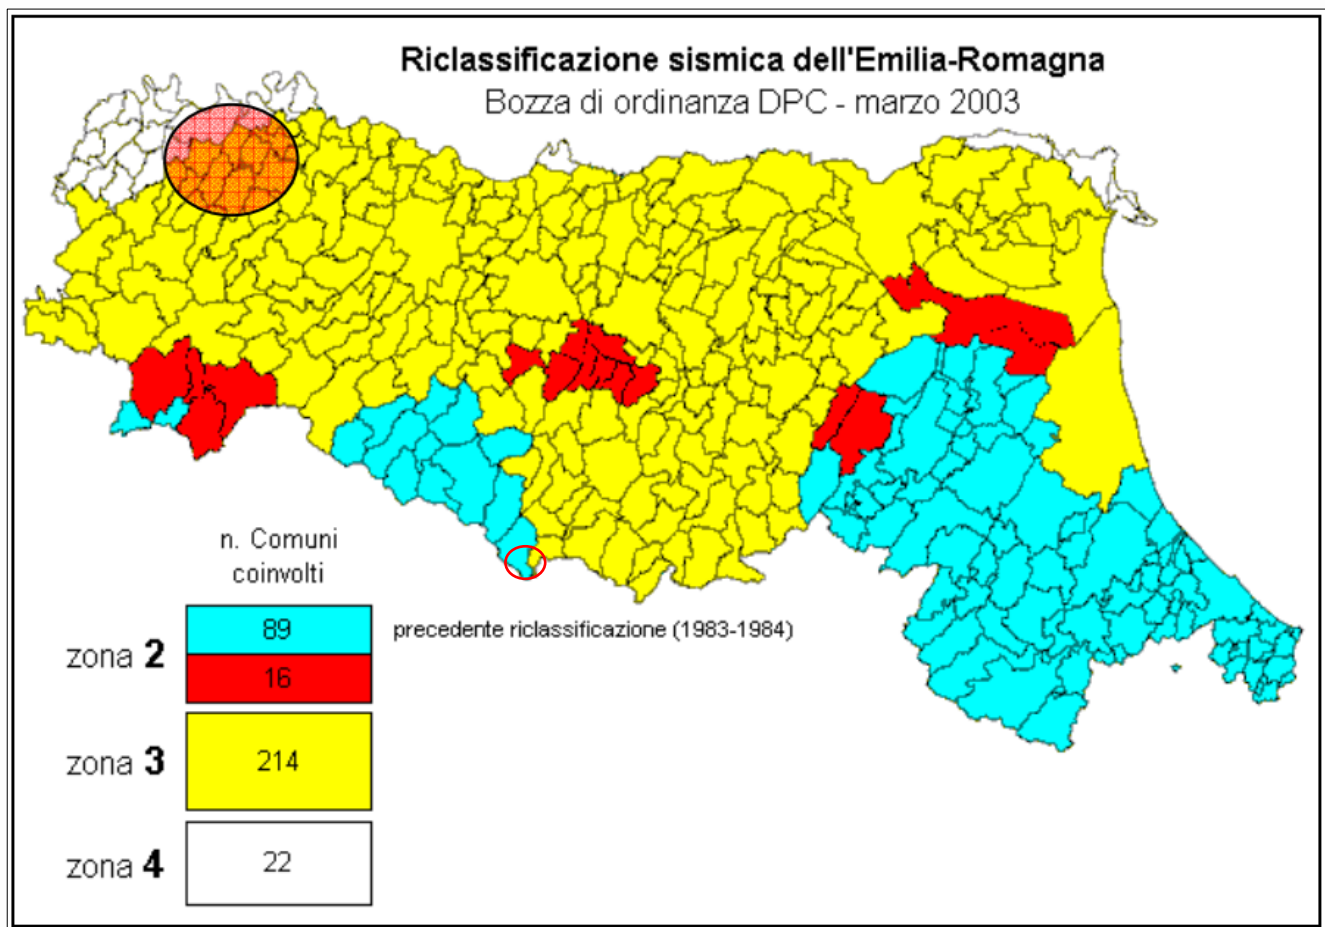 Riclassificazione sismica dell'Emilia-Romagna
Bozza di ordinanza DPC - marzo 2003
n. Comuni
coinvolti
zona 2
89
precedente riclassificazione (1983-1984)
16
zona 3
214
zona 4
22